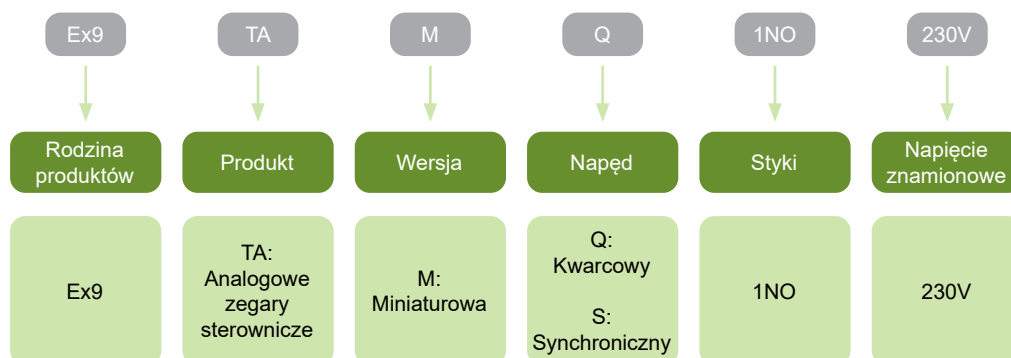 Ex9
TA
M
Q
1NO
230V
Rodzina
produktów
Produkt
Wersja
Napęd
Styki
Napięcie
znamionowe
Ex9
TA:
Analogowe
zegary
sterownicze
M:
Miniaturowa
Q:
Kwarcowy
S:
Synchroniczny
1NO
230V